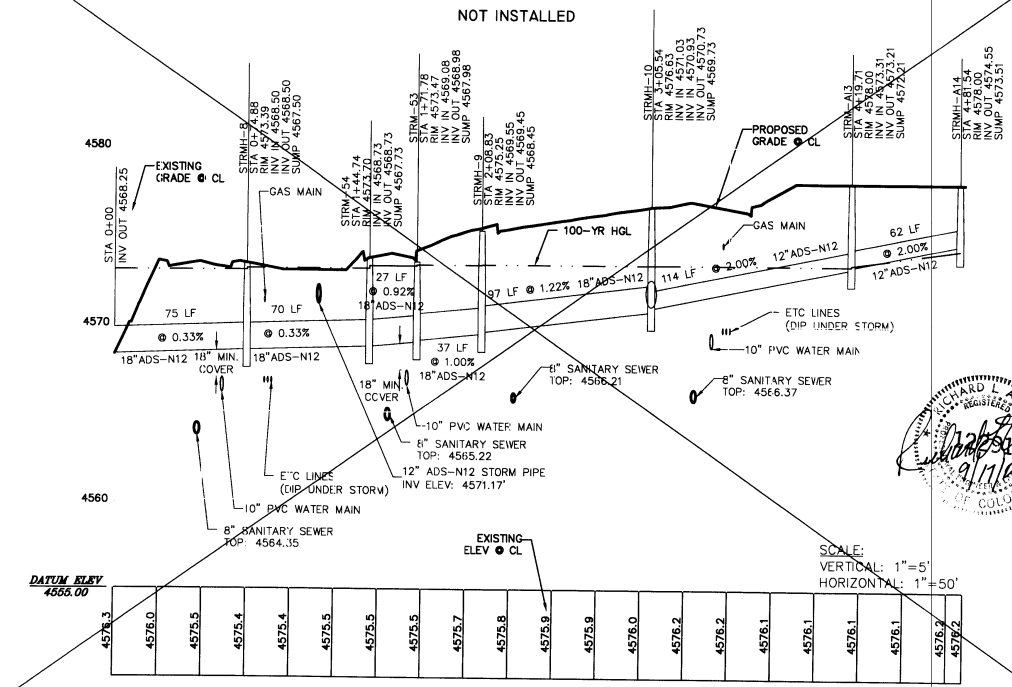 NOT INSTALLED
4580
4570
4560
EXISTING
GRADE @ CL
STA 0+00
INV OUT 4568.25
STRMH-8
STA 0+74.88
RIM 4573.39
INV IN 4568.50
INV OUT 4568.50
SUMP 4567.50
GAS MAIN
STRM-54
STA 1+44.74
RIM 4573.70
INV IN 4568.73
INV OUT 4568.73
SUMP 4567.73
STRM-53
STA 1+71.78
RIM 4573.47
INV IN 4569.08
INV OUT 4568.98
SUMP 4567.98
STRMH-9
STA 2+08.83
RIM 4575.25
INV IN 4569.55
INV OUT 4569.45
SUMP 4568.45
STRMH-10
STA 3+05.54
RIM 4576.63
INV IN 4571.03
INV IN 4570.93
INV OUT 4570.73
SUMP 4569.73
PROPOSED
GRADE @ CL
STRM-A13
STA 4+19.71
RIM 4578.00
INV IN 4573.31
INV OUT 4573.21
SUMP 4572.21
STRMH-A14
STA 4+81.54
RIM 4578.00
INV OUT 4574.55
SUMP 4573.51
100-YR HGL
GAS MAIN
75 LF
@ 0.33%
18"ADS-N12
70 LF
@ 0.33%
18"ADS-N12
27 LF
@ 0.92%
18"ADS-N12
37 LF
@ 1.00%
18"ADS-N12
97 LF @ 1.22% 18"ADS-N12
114 LF @ 2.00% 12"ADS-N12
62 LF
@ 2.00%
12"ADS-N12
18" MIN.
COVER
18" MIN.
COVER
ETC LINES
(DIP UNDER STORM)
10" PVC WATER MAIN
8" SANITARY SEWER
TOP: 4566.21
8" SANITARY SEWER
TOP: 4566.37
10" PVC WATER MAIN
8" SANITARY SEWER
TOP: 4565.22
12" ADS-N12 STORM PIPE
INV ELEV: 4571.17'
ETC LINES
(DIP UNDER STORM)
10" PVC WATER MAIN
8" SANITARY SEWER
TOP: 4564.35
RICHARD L A
REGISTERED
OF COLO
EXISTING
ELEV @ CL
SCALE:
VERTICAL: 1"=5'
HORIZONTAL: 1"=50'
DATUM ELEV
4555.00
4576.3
4576.0
4575.5
4575.4
4575.4
4575.5
4575.5
4575.5
4575.7
4575.8
4575.9
4575.9
4576.0
4576.2
4576.2
4576.1
4576.1
4576.1
4576.1
4576.2
4576.2